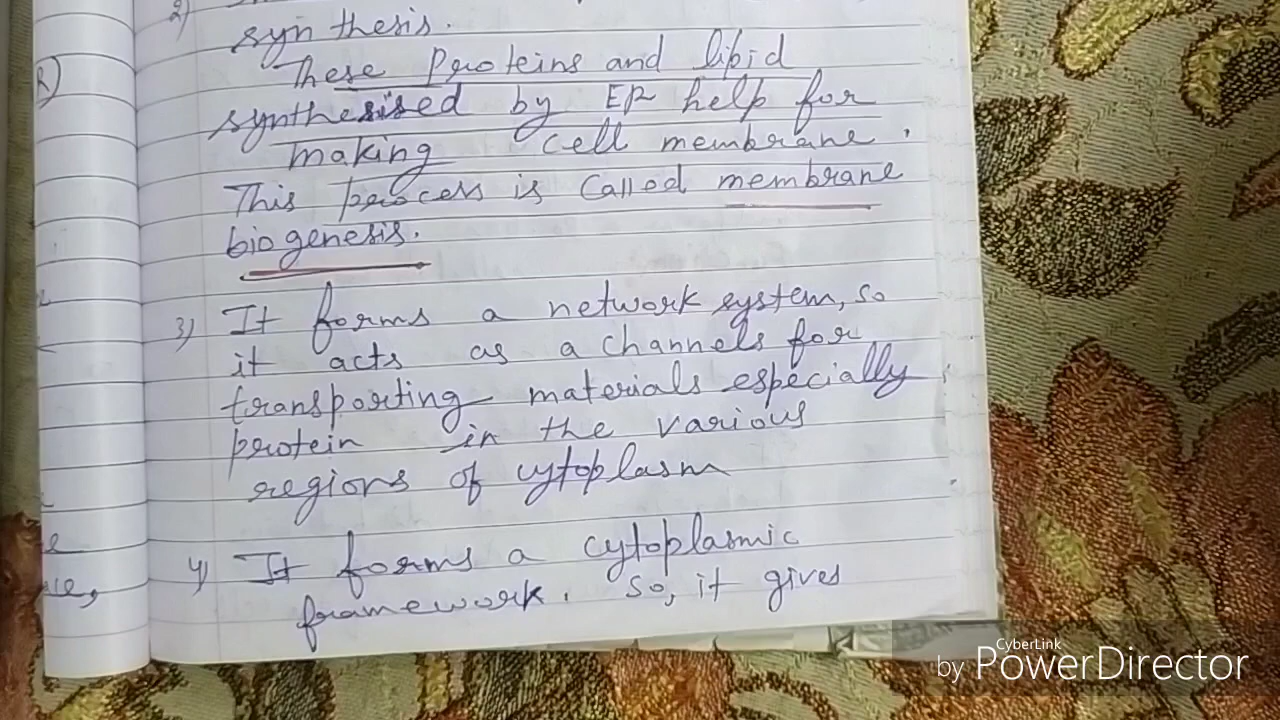 2)
synthesis.
These Proteins and lipid
synthesised by ER help for
making cell membrane.
This process is called membrane
biogenesis.
3) It forms a network system, so
it acts as a channels for
transporting materials especially
protein in the various
regions of cytoplasm
4) It forms a cytoplasmic
framework. So, it gives
R)
CyberLink
by PowerDirector